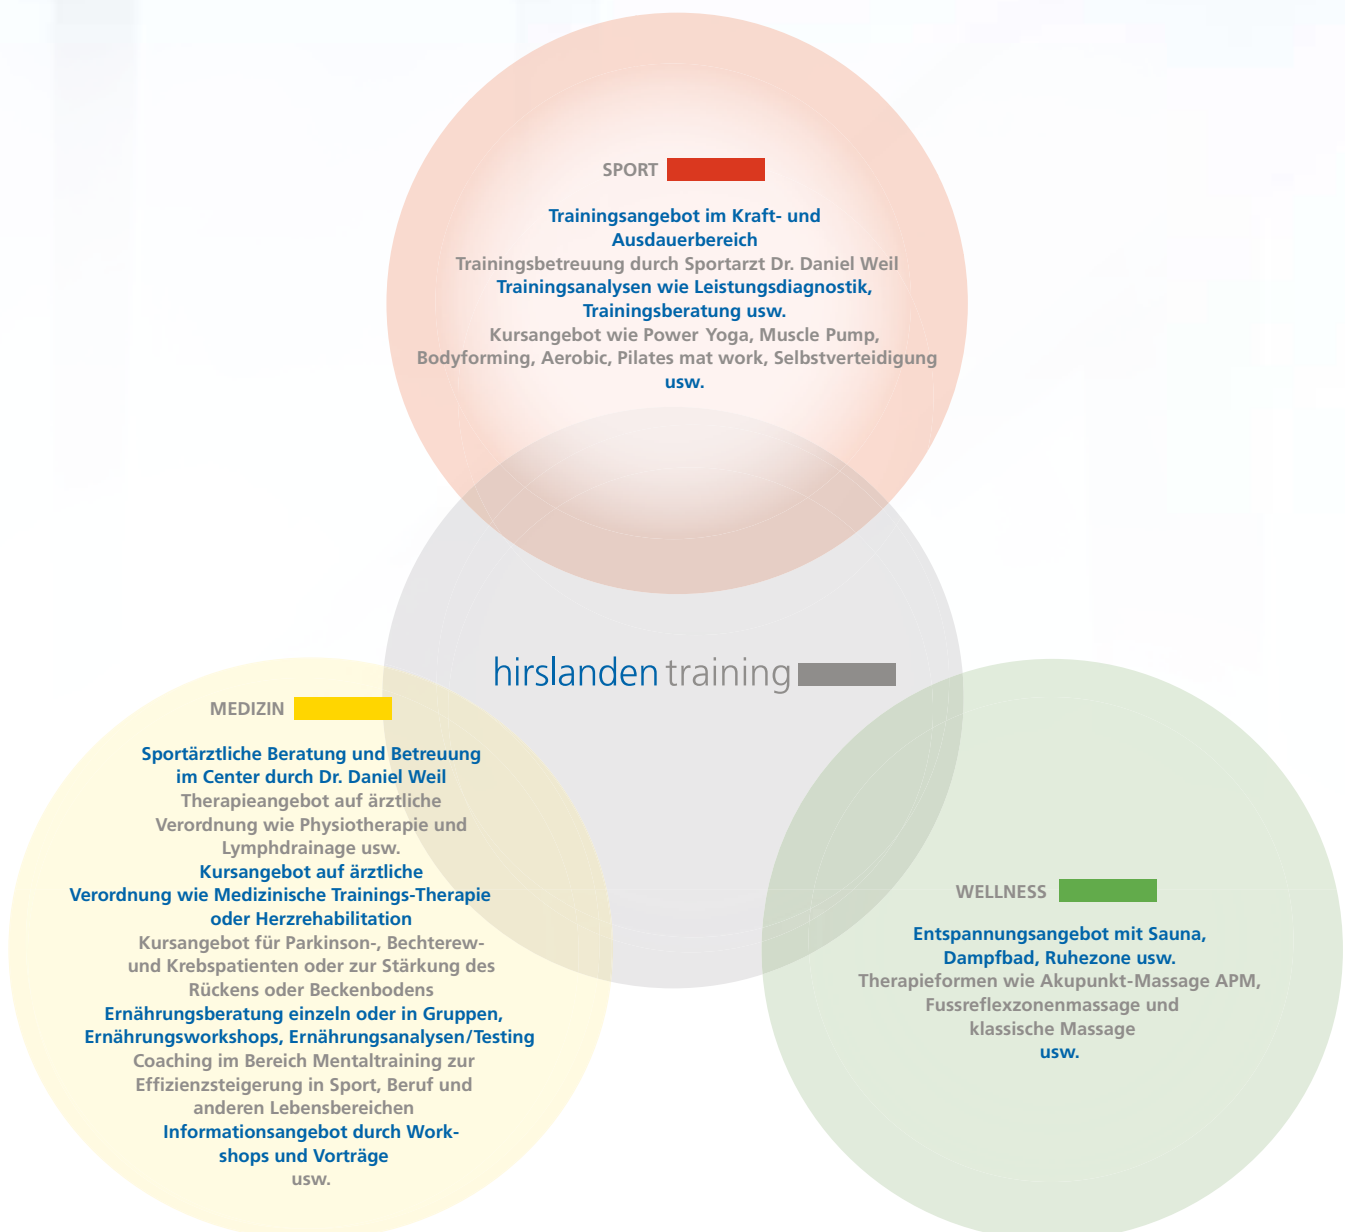 SPORT
Trainingsangebot im Kraft- und
Ausdauerbereich
Trainingsbetreuung durch Sportarzt Dr. Daniel Weil
Trainingsanalysen wie Leistungsdiagnostik,
Trainingsberatung usw.
Kursangebot wie Power Yoga, Muscle Pump,
Bodyforming, Aerobic, Pilates mat work, Selbstverteidigung
usw.
hirslanden training
MEDIZIN
Sportärztliche Beratung und Betreuung
im Center durch Dr. Daniel Weil
Therapieangebot auf ärztliche
Verordnung wie Physiotherapie und
Lymphdrainage usw.
Kursangebot auf ärztliche
Verordnung wie Medizinische Trainings-Therapie
oder Herzrehabilitation
Kursangebot für Parkinson-, Bechterew-
und Krebspatienten oder zur Stärkung des
Rückens oder Beckenbodens
Ernährungsberatung einzeln oder in Gruppen,
Ernährungsworkshops, Ernährungsanalysen/Testing
Coaching im Bereich Mentaltraining zur
Effizienzsteigerung in Sport, Beruf und
anderen Lebensbereichen
Informationsangebot durch Work-
shops und Vorträge
usw.
WELLNESS
Entspannungsangebot mit Sauna,
Dampfbad, Ruhezone usw.
Therapieformen wie Akupunkt-Massage APM,
Fussreflexzonenmassage und
klassische Massage
usw.